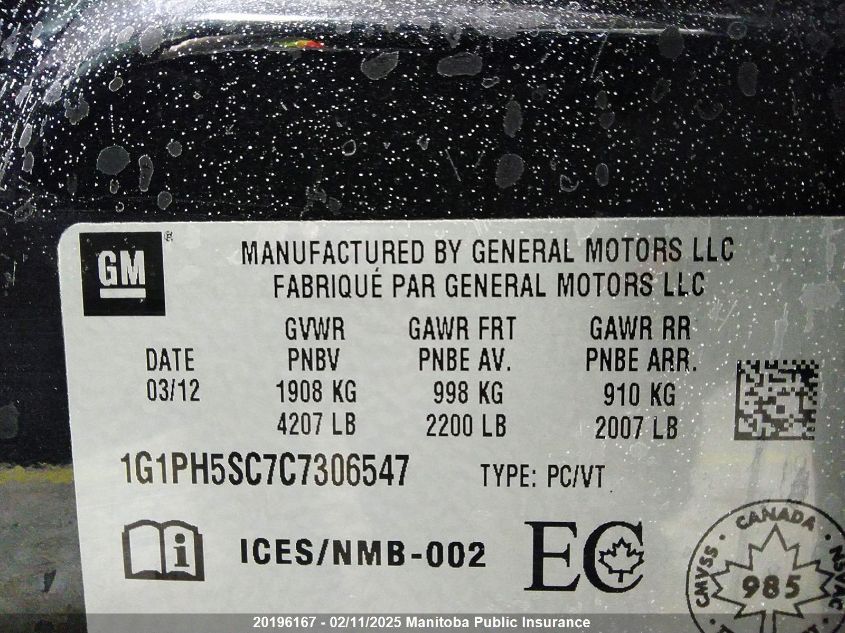 GM ®
MANUFACTURED BY GENERAL MOTORS LLC
FABRIQUÉ PAR GENERAL MOTORS LLC
GVWR GAWR FRT GAWR RR
DATE PNBV PNBE AV. PNBE ARR.
03/12 1908 KG 998 KG 910 KG
4207 LB 2200 LB 2007 LB
1G1PH5SC7C7306547 TYPE: PC/VT
i ICES/NMB-002 EC
CMVSS • CANADA • NSVAC
985
20196167 - 02/11/2025 Manitoba Public Insurance